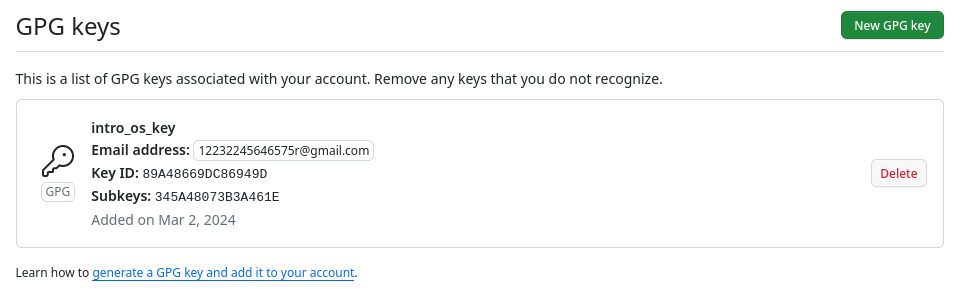 GPG keys
New GPG key
This is a list of GPG keys associated with your account. Remove any keys that you do not recognize.
intro_os_key
Email address: 12232245646575r@gmail.com
Key ID: 89A48669DC86949D
GPG
Subkeys: 345A48073B3A461E
Added on Mar 2, 2024
Delete
Learn how to generate a GPG key and add it to your account.